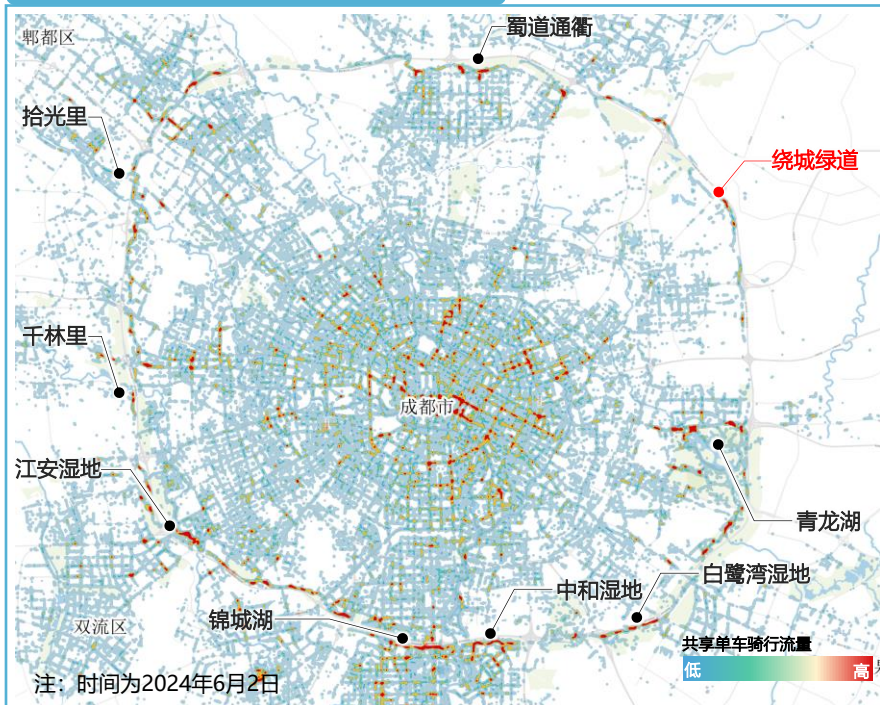 郫都区
蜀道通衢
拾光里
绕城绿道
千林里
成都市
江安湿地
青龙湖
白鹭湾湿地
中和湿地
锦城湖
双流区
共享单车骑行流量
低
高
注：时间为2024年6月2日